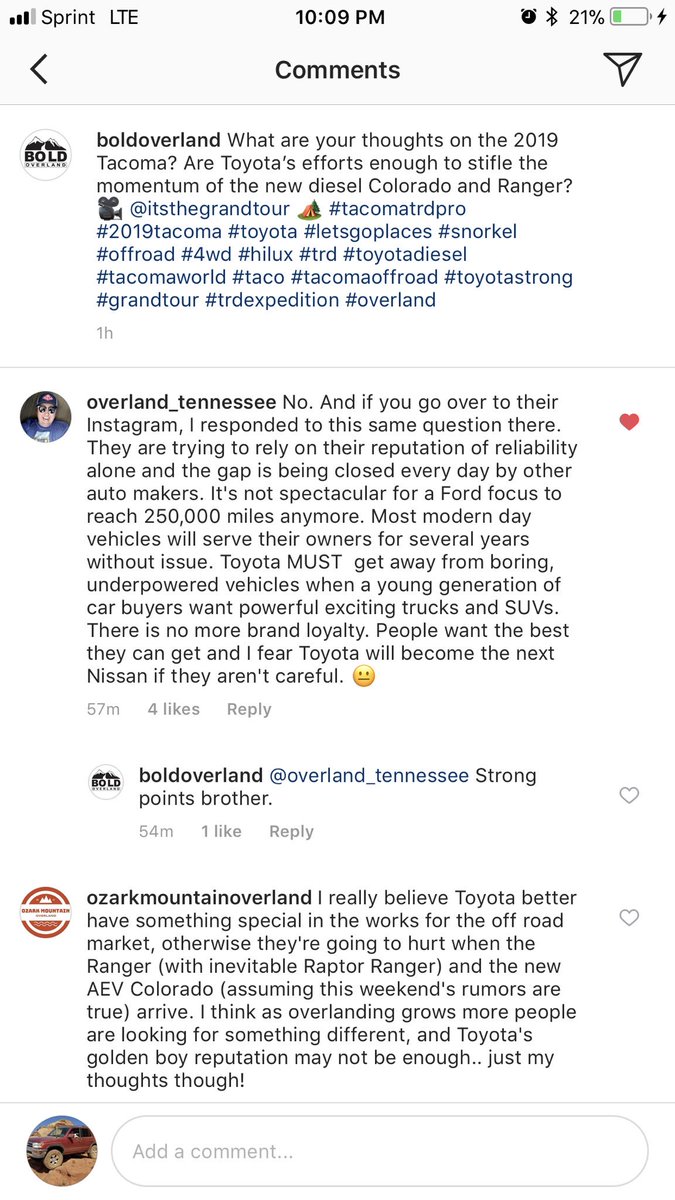 Sprint LTE 10:09 PM 21%
Comments
BOLD
OVERLAND
boldoverland What are your thoughts on the 2019
Tacoma? Are Toyota’s efforts enough to stifle the
momentum of the new diesel Colorado and Ranger?
🎥 @itsthegrandtour 🏕 #tacomatrdpro
#2019tacoma #toyota #letsgoplaces #snorkel
#offroad #4wd #hilux #trd #toyotadiesel
#tacomaworld #taco #tacomaoffroad #toyotastrong
#grandtour #trdexpedition #overland
1h
overland_tennessee No. And if you go over to their
Instagram, I responded to this same question there.
They are trying to rely on their reputation of reliability
alone and the gap is being closed every day by other
auto makers. It's not spectacular for a Ford focus to
reach 250,000 miles anymore. Most modern day
vehicles will serve their owners for several years
without issue. Toyota MUST  get away from boring,
underpowered vehicles when a young generation of
car buyers want powerful exciting trucks and SUVs.
There is no more brand loyalty. People want the best
they can get and I fear Toyota will become the next
Nissan if they aren't careful. 😐
57m 4 likes Reply
BOLD
OVERLAND
boldoverland @overland_tennessee Strong
points brother.
54m 1 like Reply
OZARK MOUNTAIN
OVERLAND
ozarkmountainoverland I really believe Toyota better
have something special in the works for the off road
market, otherwise they're going to hurt when the
Ranger (with inevitable Raptor Ranger) and the new
AEV Colorado (assuming this weekend's rumors are
true) arrive. I think as overlanding grows more people
are looking for something different, and Toyota's
golden boy reputation may not be enough.. just my
thoughts though!
Add a comment...